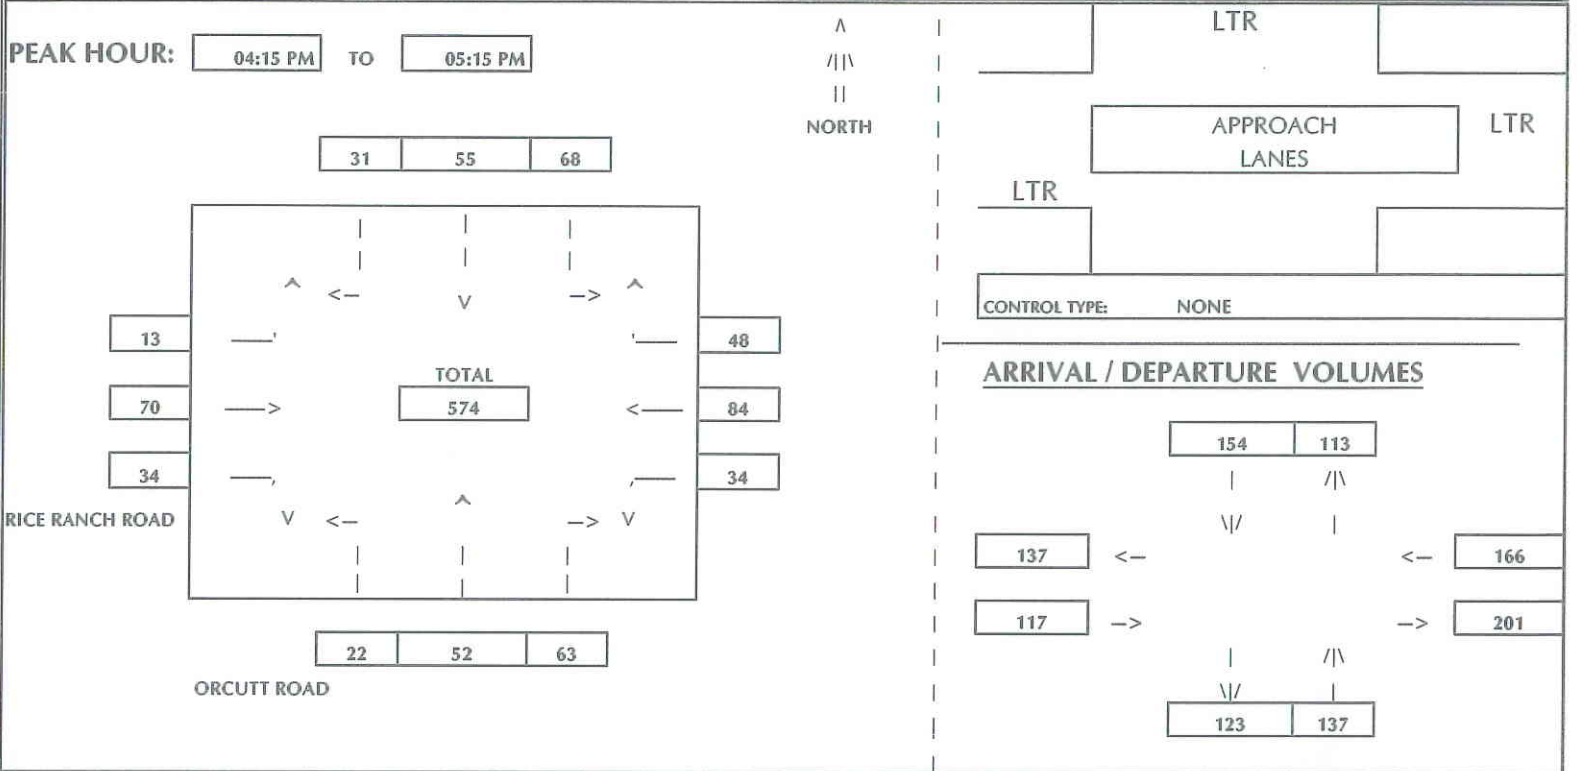 PEAK HOUR: 04:15 PM TO 05:15 PM
NORTH
31 55 68
13
70
34
TOTAL
574
48
84
34
RICE RANCH ROAD
22 52 63
ORCUTT ROAD
LTR
APPROACH
LANES
LTR
LTR
CONTROL TYPE: NONE
ARRIVAL / DEPARTURE VOLUMES
154 113
137 166
117 201
123 137